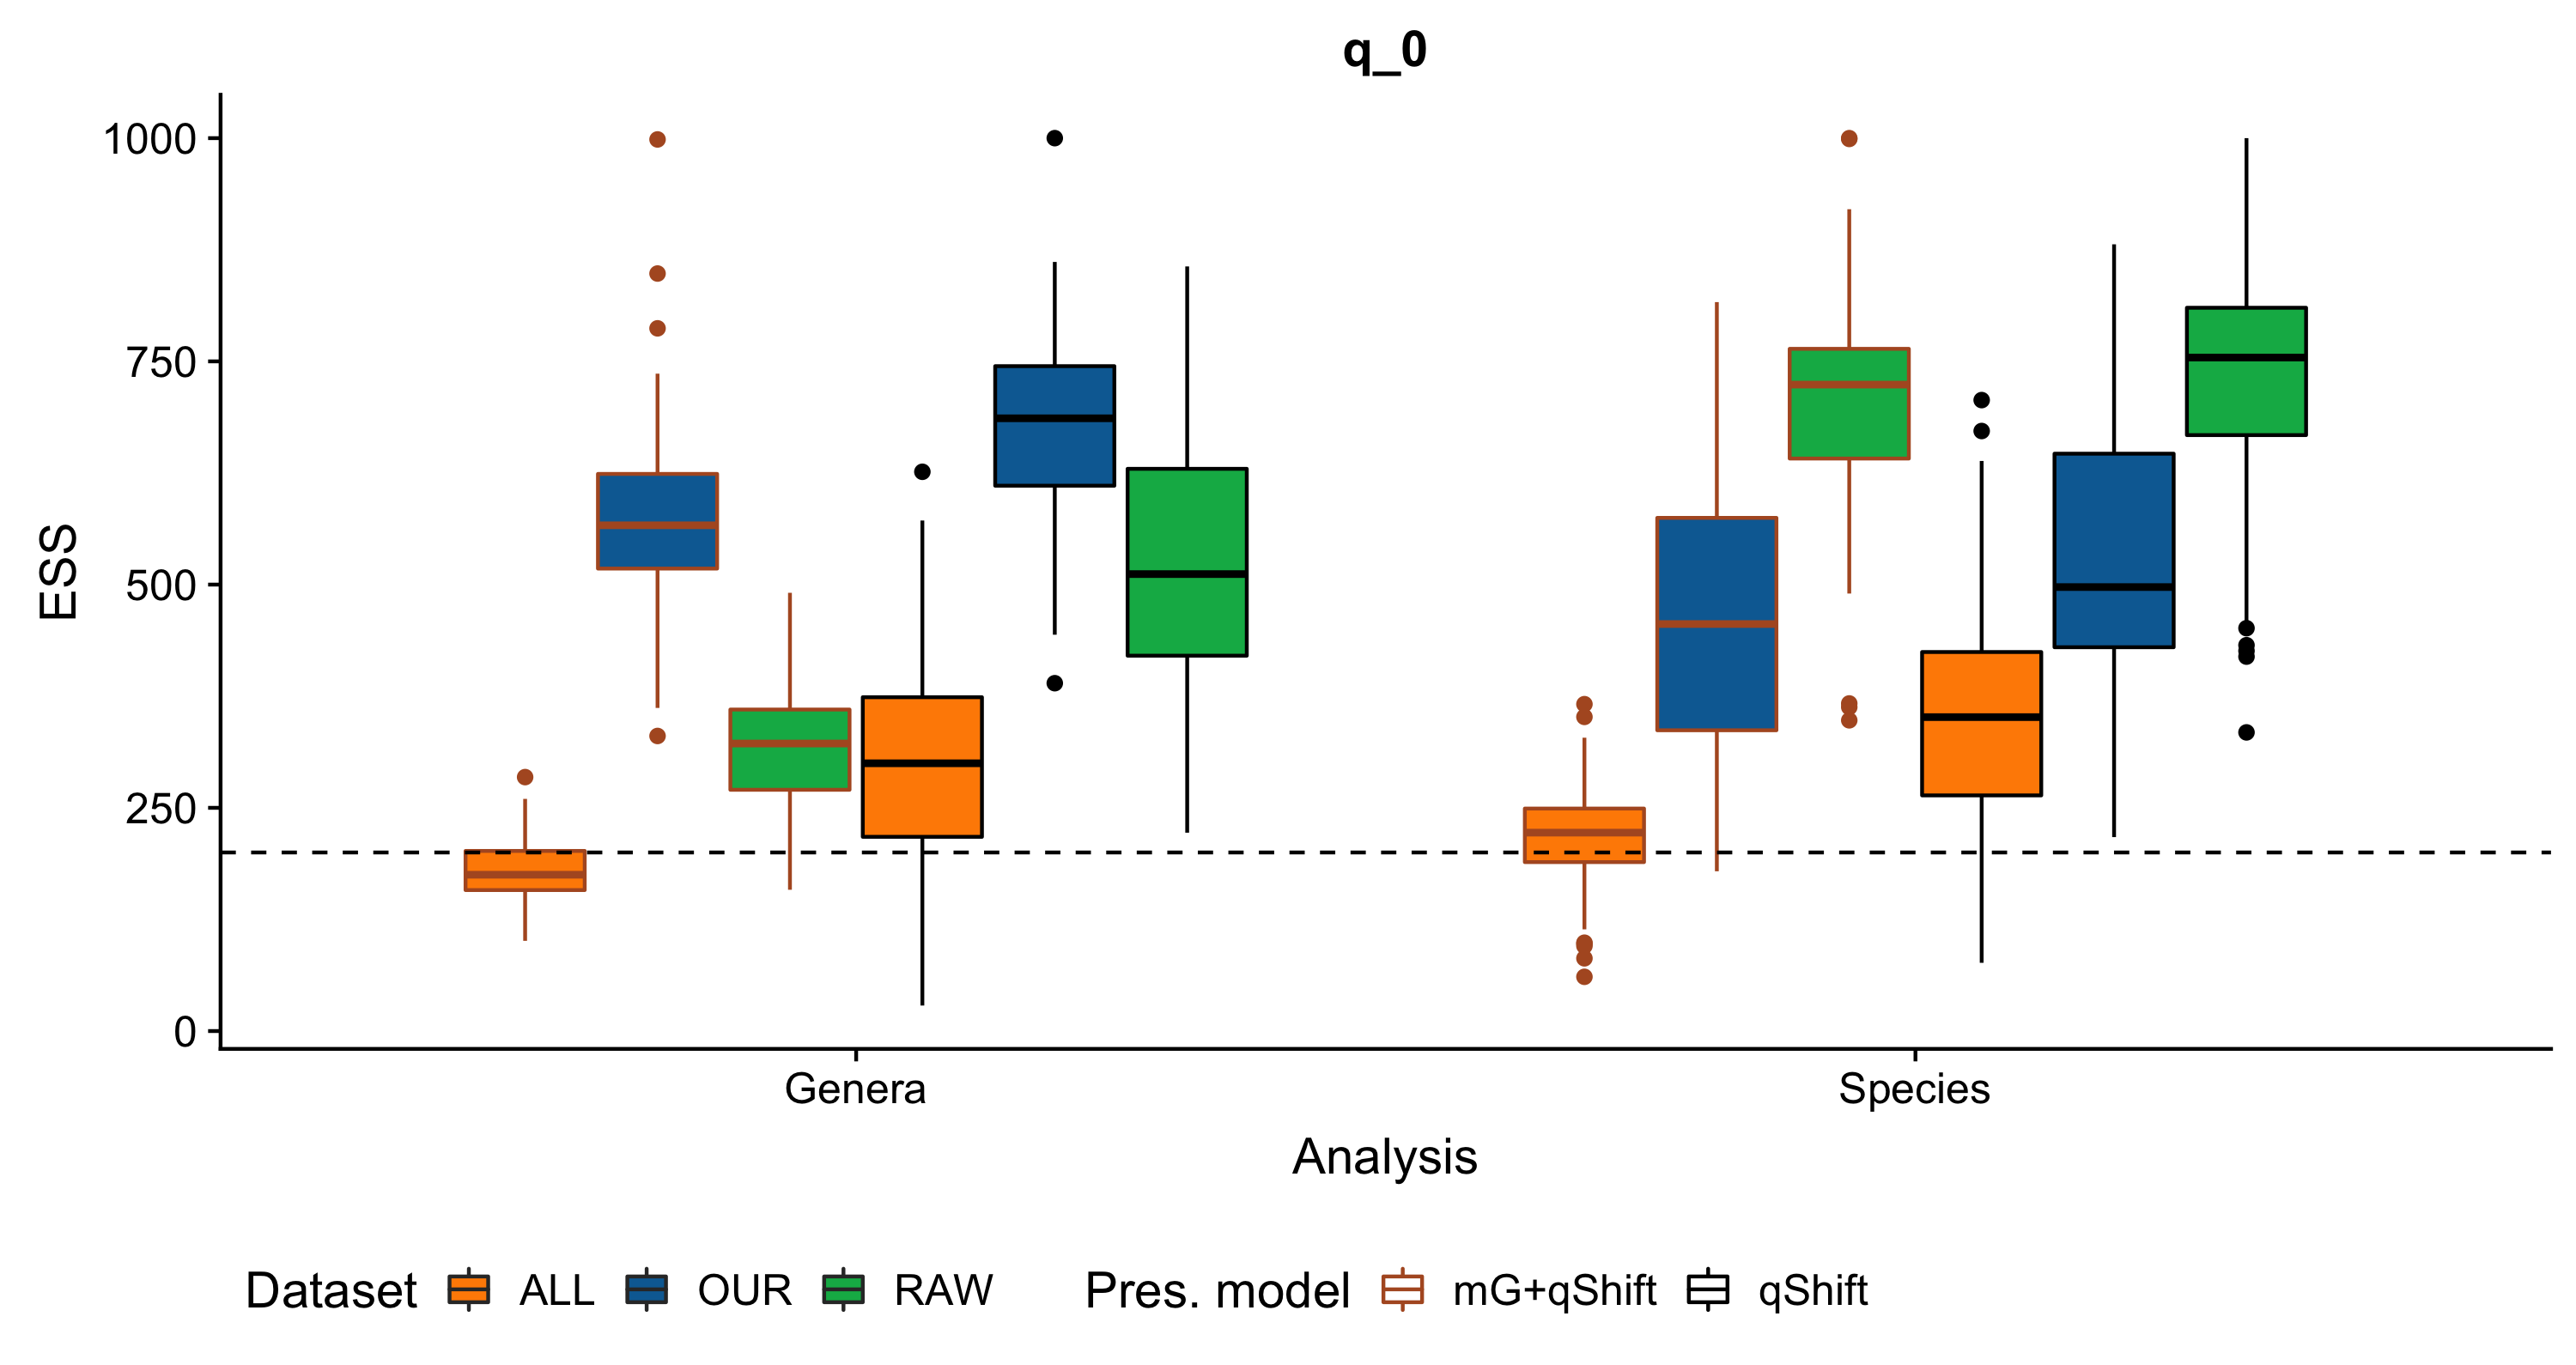 q_0
1000
750
500
250
0
ESS
Genera Species
Analysis
Dataset ALL OUR RAW Pres. model mG+qShift qShift